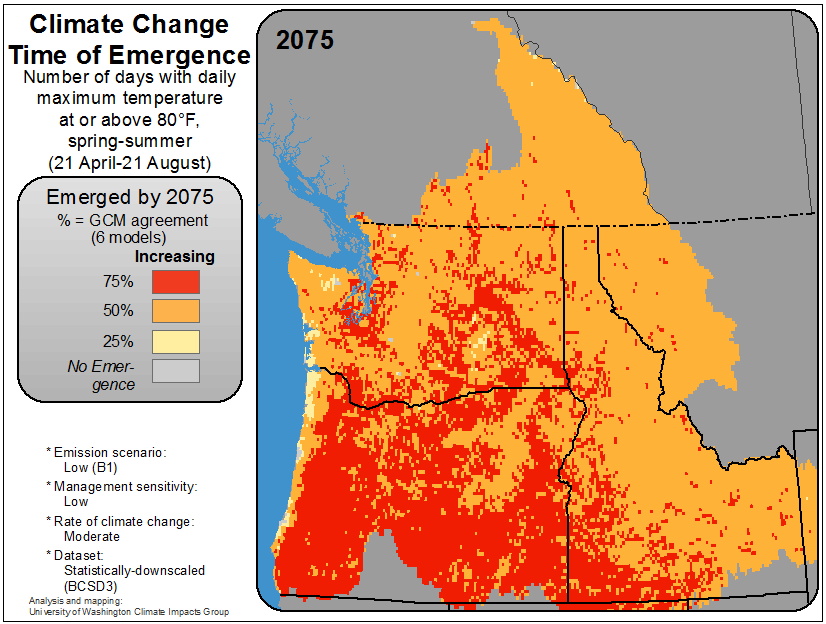 Climate Change
Time of Emergence
Number of days with daily
maximum temperature
at or above 80°F,
spring-summer
(21 April-21 August)
Emerged by 2075
% = GCM agreement
(6 models)
Increasing
75%
50%
25%
No Emer-
gence
* Emission scenario:
Low (B1)
* Management sensitivity:
Low
* Rate of climate change:
Moderate
* Dataset:
Statistically-downscaled
(BCSD3)
Analysis and mapping:
University of Washington Climate Impacts Group
2075